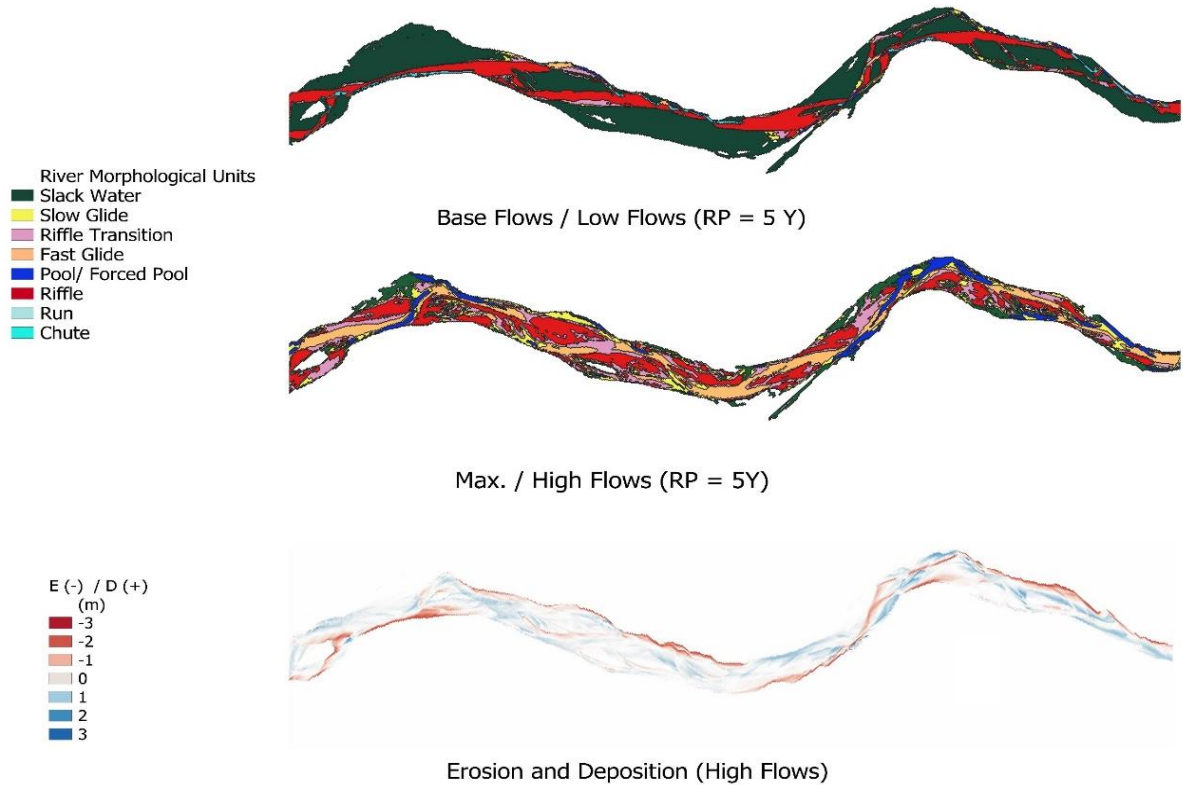 River Morphological Units
Slack Water
Slow Glide
Riffle Transition
Fast Glide
Pool/ Forced Pool
Riffle
Run
Chute
Base Flows / Low Flows (RP = 5 Y)
Max. / High Flows (RP = 5Y)
E (-) / D (+)
(m)
-3
-2
-1
0
1
2
3
Erosion and Deposition (High Flows)